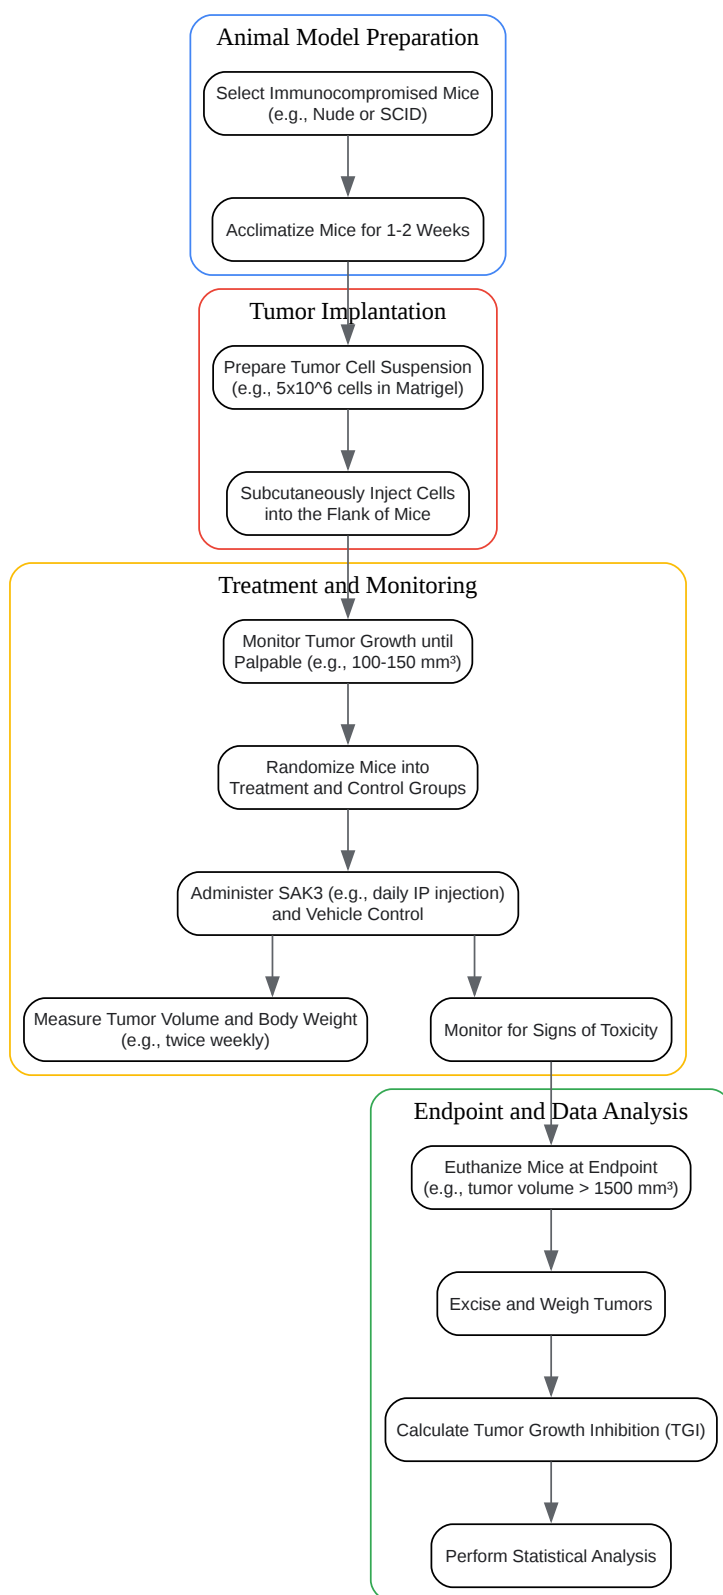 Animal Model Preparation
Select Immunocompromised Mice
(e.g., Nude or SCID)
Acclimatize Mice for 1-2 Weeks
Tumor Implantation
Prepare Tumor Cell Suspension
(e.g., 5x10^6 cells in Matrigel)
Subcutaneously Inject Cells
into the Flank of Mice
Treatment and Monitoring
Monitor Tumor Growth until
Palpable (e.g., 100-150 mm³)
Randomize Mice into
Treatment and Control Groups
Administer SAK3 (e.g., daily IP injection)
and Vehicle Control
Measure Tumor Volume and Body Weight
(e.g., twice weekly)
Monitor for Signs of Toxicity
Endpoint and Data Analysis
Euthanize Mice at Endpoint
(e.g., tumor volume > 1500 mm³)
Excise and Weigh Tumors
Calculate Tumor Growth Inhibition (TGI)
Perform Statistical Analysis